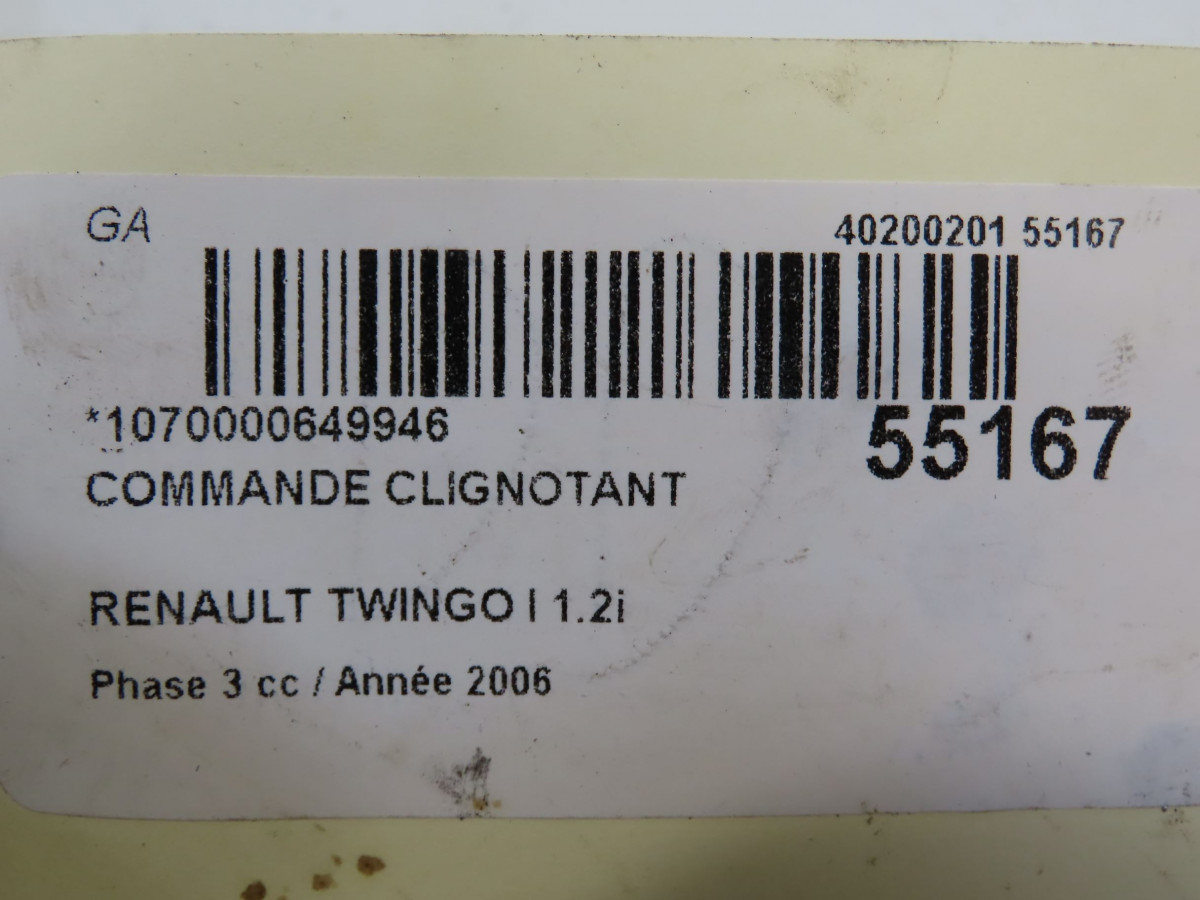 GA
40200201 55167
*1070000649946
55167
COMMANDE CLIGNOTANT
RENAULT TWINGO I 1.2i
Phase 3 cc / Année 2006